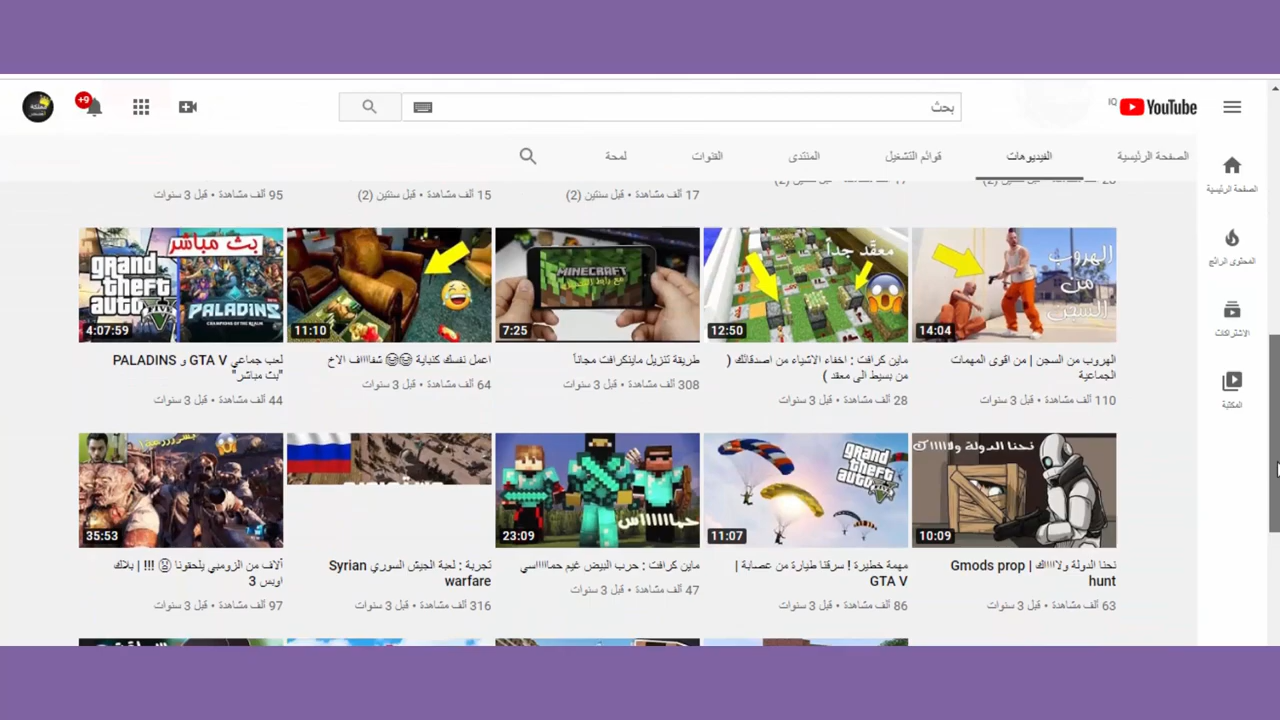 IQ YouTube
بحث
+9
الصفحة الرئيسية
الفيديوهات
قوائم التشغيل
المنتدى
القنوات
لمحة
الصفحة الرئيسية
المحتوى الرائج
الاشتراكات
المكتبة
17 ألف مشاهدة • قبل سنتين (2)
15 ألف مشاهدة • قبل سنتين (2)
95 ألف مشاهدة • قبل 3 سنوات
الهروب
من
السجن
14:04
الهروب من السجن | من اقوى المهمات
الجماعية
110 ألف مشاهدة • قبل 3 سنوات
معقد جداً
12:50
ماين كرافت : اخفاء الاشياء من اصدقائك (
من بسيط الى معقد )
28 ألف مشاهدة • قبل 3 سنوات
MINECRAFT
7:25
طريقة تنزيل ماينكرافت مجاناً
308 ألف مشاهدة • قبل 3 سنوات
11:10
اعمل نفسك كنباية 😂😂 شفاااف الاخ
64 ألف مشاهدة • قبل 3 سنوات
بث مباشر
grand
theft
auto V
PALADINS
CHAMPIONS OF THE REALM
4:07:59
لعب جماعي GTA V و PALADINS
"بث مباشر"
44 ألف مشاهدة • قبل 3 سنوات
نحنا الدولة ولااااك
10:09
نحنا الدولة ولااااك | Gmods prop
hunt
63 ألف مشاهدة • قبل 3 سنوات
grand
theft
auto
11:07
مهمة خطيرة ! سرقنا طيارة من عصابة |
GTA V
86 ألف مشاهدة • قبل 3 سنوات
حماااااس
23:09
ماين كرافت : حرب البيض غيم حمااااسي
47 ألف مشاهدة • قبل 3 سنوات
تجربة : لعبة الجيش السوري Syrian
warfare
316 ألف مشاهدة • قبل 3 سنوات
35:53
ألاف من الزومبي يلحقونا 😧 !!! | بلاك
اوبس 3
97 ألف مشاهدة • قبل 3 سنوات